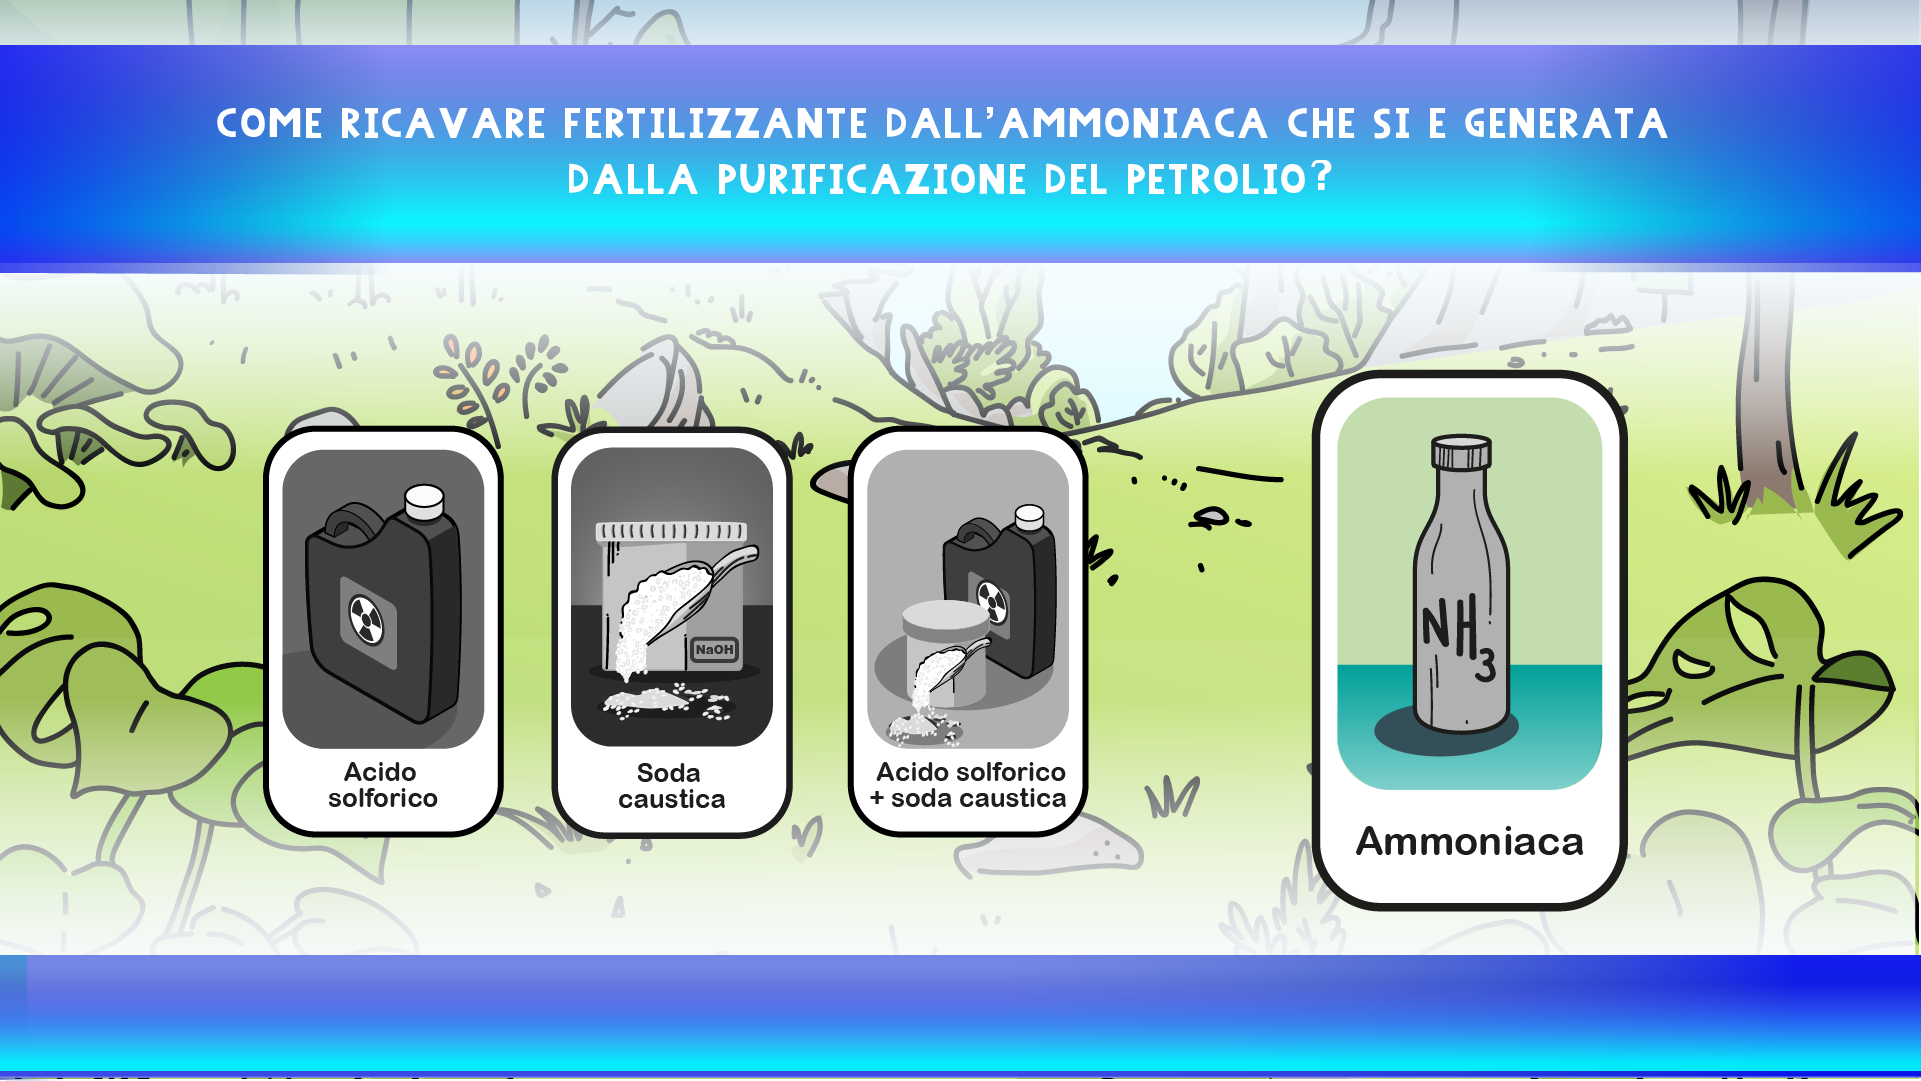 COME RICAVARE FERTILIZZANTE DALL'AMMONIACA CHE SI E GENERATA
DALLA PURIFICAZIONE DEL PETROLIO?
NaOH
NH3
Acido
solforico
Soda
caustica
Acido solforico
+ soda caustica
Ammoniaca